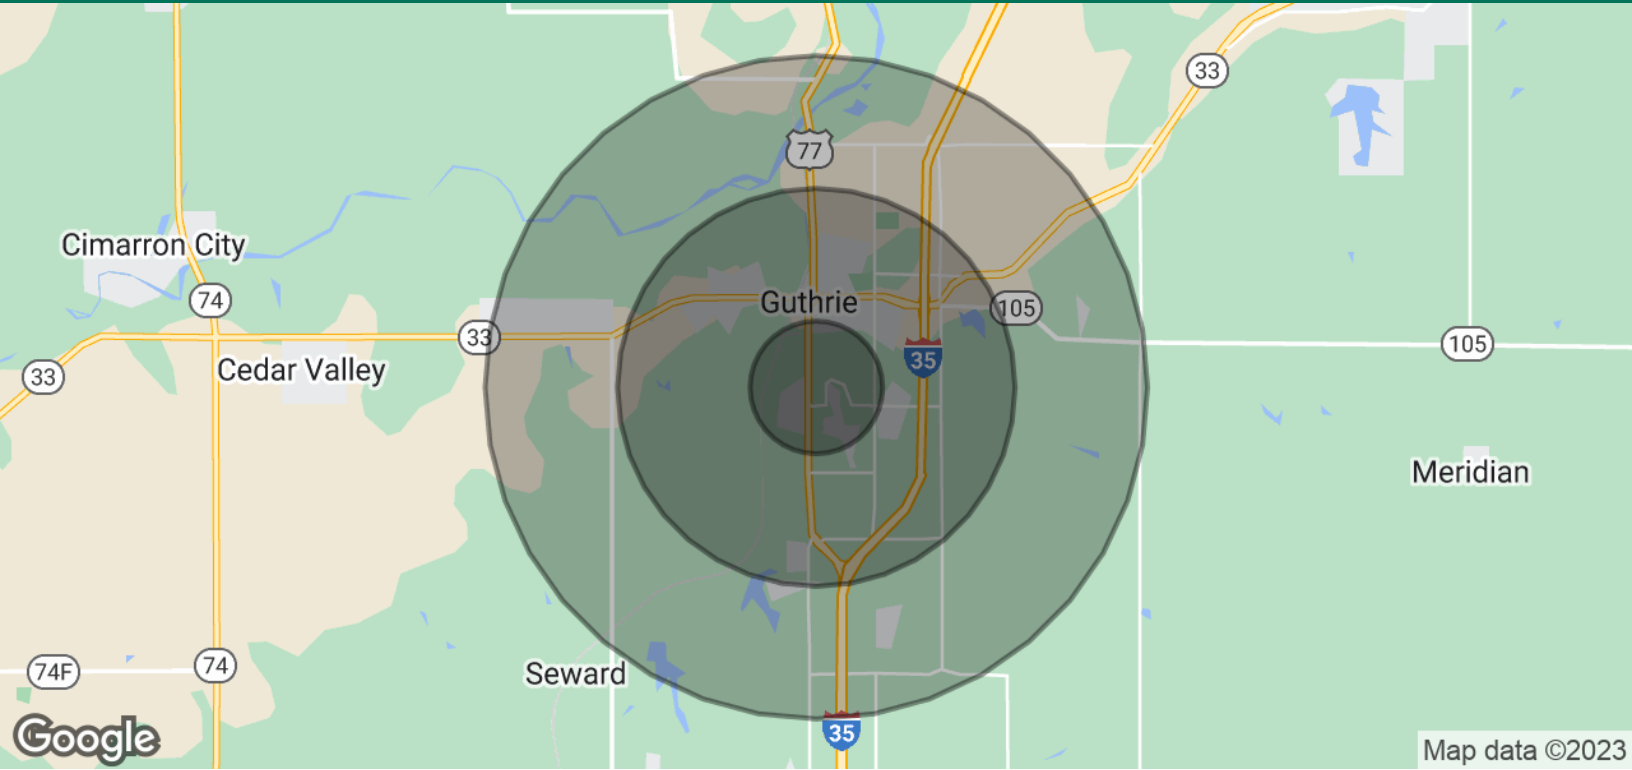 33
77
Cimarron City
74
Guthrie
105
33
35
105
33
Cedar Valley
Meridian
74F
74
Seward
35
Google
Map data ©2023